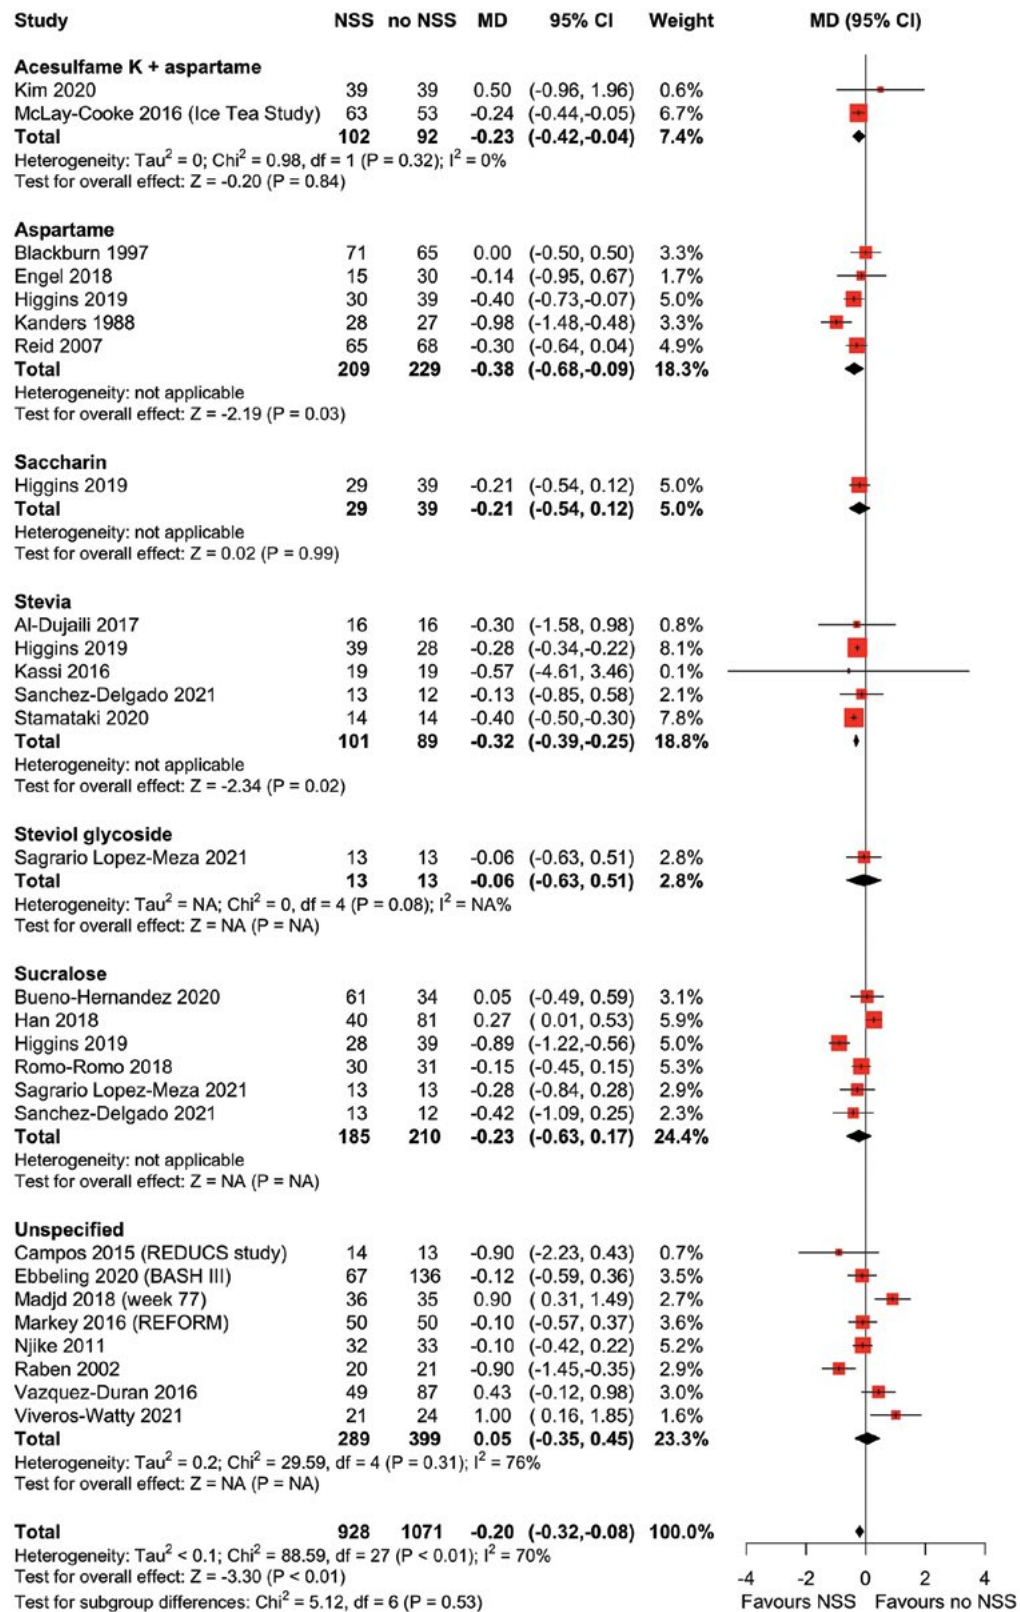 Study NSS no NSS MD 95% CI Weight MD (95% CI)
Acesulfame K + aspartame
Kim 2020 39 39 0.50 (-0.96, 1.96) 0.6%
McLay-Cooke 2016 (Ice Tea Study) 63 53 -0.24 (-0.44,-0.05) 6.7%
Total 102 92 -0.23 (-0.42,-0.04) 7.4%
Heterogeneity: Tau² = 0; Chi² = 0.98, df = 1 (P = 0.32); I² = 0%
Test for overall effect: Z = -0.20 (P = 0.84)
Aspartame
Blackburn 1997 71 65 0.00 (-0.50, 0.50) 3.3%
Engel 2018 15 30 -0.14 (-0.95, 0.67) 1.7%
Higgins 2019 30 39 -0.40 (-0.73,-0.07) 5.0%
Kanders 1988 28 27 -0.98 (-1.48,-0.48) 3.3%
Reid 2007 65 68 -0.30 (-0.64, 0.04) 4.9%
Total 209 229 -0.38 (-0.68,-0.09) 18.3%
Heterogeneity: not applicable
Test for overall effect: Z = -2.19 (P = 0.03)
Saccharin
Higgins 2019 29 39 -0.21 (-0.54, 0.12) 5.0%
Total 29 39 -0.21 (-0.54, 0.12) 5.0%
Heterogeneity: not applicable
Test for overall effect: Z = 0.02 (P = 0.99)
Stevia
Al-Dujaili 2017 16 16 -0.30 (-1.58, 0.98) 0.8%
Higgins 2019 39 28 -0.28 (-0.34,-0.22) 8.1%
Kassi 2016 19 19 -0.57 (-4.61, 3.46) 0.1%
Sanchez-Delgado 2021 13 12 -0.13 (-0.85, 0.58) 2.1%
Stamataki 2020 14 14 -0.40 (-0.50,-0.30) 7.8%
Total 101 89 -0.32 (-0.39,-0.25) 18.8%
Heterogeneity: not applicable
Test for overall effect: Z = -2.34 (P = 0.02)
Steviol glycoside
Sagrario Lopez-Meza 2021 13 13 -0.06 (-0.63, 0.51) 2.8%
Total 13 13 -0.06 (-0.63, 0.51) 2.8%
Heterogeneity: Tau² = NA; Chi² = 0, df = 4 (P = 0.08); I² = NA%
Test for overall effect: Z = NA (P = NA)
Sucralose
Bueno-Hernandez 2020 61 34 0.05 (-0.49, 0.59) 3.1%
Han 2018 40 81 0.27 ( 0.01, 0.53) 5.9%
Higgins 2019 28 39 -0.89 (-1.22,-0.56) 5.0%
Romo-Romo 2018 30 31 -0.15 (-0.45, 0.15) 5.3%
Sagrario Lopez-Meza 2021 13 13 -0.28 (-0.84, 0.28) 2.9%
Sanchez-Delgado 2021 13 12 -0.42 (-1.09, 0.25) 2.3%
Total 185 210 -0.23 (-0.63, 0.17) 24.4%
Heterogeneity: not applicable
Test for overall effect: Z = NA (P = NA)
Unspecified
Campos 2015 (REDUCS study) 14 13 -0.90 (-2.23, 0.43) 0.7%
Ebbeling 2020 (BASH III) 67 136 -0.12 (-0.59, 0.36) 3.5%
Madjd 2018 (week 77) 36 35 0.90 ( 0.31, 1.49) 2.7%
Markey 2016 (REFORM) 50 50 -0.10 (-0.57, 0.37) 3.6%
Njike 2011 32 33 -0.10 (-0.42, 0.22) 5.2%
Raben 2002 20 21 -0.90 (-1.45,-0.35) 2.9%
Vazquez-Duran 2016 49 87 0.43 (-0.12, 0.98) 3.0%
Viveros-Watty 2021 21 24 1.00 ( 0.16, 1.85) 1.6%
Total 289 399 0.05 (-0.35, 0.45) 23.3%
Heterogeneity: Tau² = 0.2; Chi² = 29.59, df = 4 (P = 0.31); I² = 76%
Test for overall effect: Z = NA (P = NA)
Total 928 1071 -0.20 (-0.32,-0.08) 100.0%
Heterogeneity: Tau² < 0.1; Chi² = 88.59, df = 27 (P < 0.01); I² = 70%
Test for overall effect: Z = -3.30 (P < 0.01)
Test for subgroup differences: Chi² = 5.12, df = 6 (P = 0.53)
-4 -2 0 2 4
Favours NSS Favours no NSS